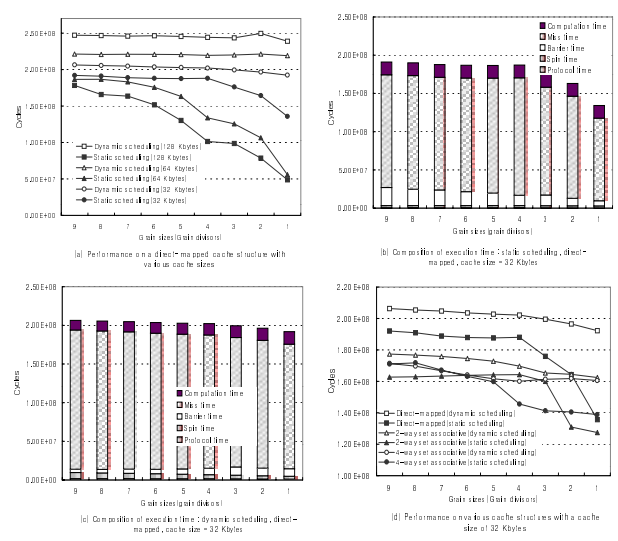 2.50E+08
2.00E+08
1.50E+08
1.00E+08
5.00E+07
0.00E+00
Cycles
Dynamic scheduling(128 Kbytes)
Static scheduling(128 Kbytes)
Dynamic scheduling(64 Kbytes)
Static scheduling(64 Kbytes)
Dynamic scheduling(32 Kbytes)
Static scheduling(32 Kbytes)
9 8 7 6 5 4 3 2 1
Grain sizes(Grain divisors)
(a) Performance on a direct-mapped cache structure with
various cache sizes
2.50E+08
2.00E+08
1.50E+08
1.00E+08
5.00E+07
0.00E+00
Cycles
Computation time
Miss time
Barrier time
Spin time
Protocol time
9 8 7 6 5 4 3 2 1
Grain sizes(grain divisors)
(b) Composition of execution time : static scheduling, direct-
mapped, cache size = 32 Kbytes
2.50E+08
2.00E+08
1.50E+08
1.00E+08
5.00E+07
0.00E+00
Cycles
Computation time
Miss time
Barrier time
Spin time
Protocol time
9 8 7 6 5 4 3 2 1
Grain sizes(grain divisors)
(c) Composition of execution time : dynamic scheduling, direct-
mapped, cache size = 32 Kbytes
2.20E+08
2.00E+08
1.80E+08
1.60E+08
1.40E+08
1.20E+08
1.00E+08
Cycles
Direct-mapped(dynamic scheduling)
Direct-mapped(static scheduling)
2-way set associative(dynamic scheduling)
2-way set associative(static scheduling)
4-way set associative(dynamic scheduling)
4-way set associative(static scheduling)
9 8 7 6 5 4 3 2 1
Grain sizes(Grain divisors)
(d) Performance on various cache structures with a cache
size of 32 Kbytes